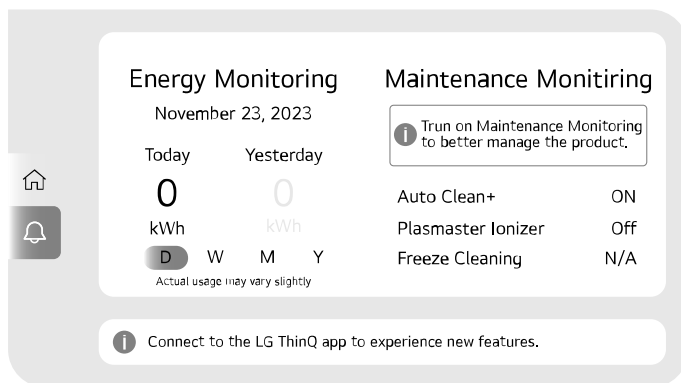 Energy Monitoring
November 23, 2023
Today Yesterday
0 0
kWh kWh
D W M Y
Actual usage may vary slightly
Maintenance Monitiring
Trun on Maintenance Monitoring
to better manage the product.
Auto Clean+ ON
Plasmaster Ionizer Off
Freeze Cleaning N/A
Connect to the LG ThinQ app to experience new features.